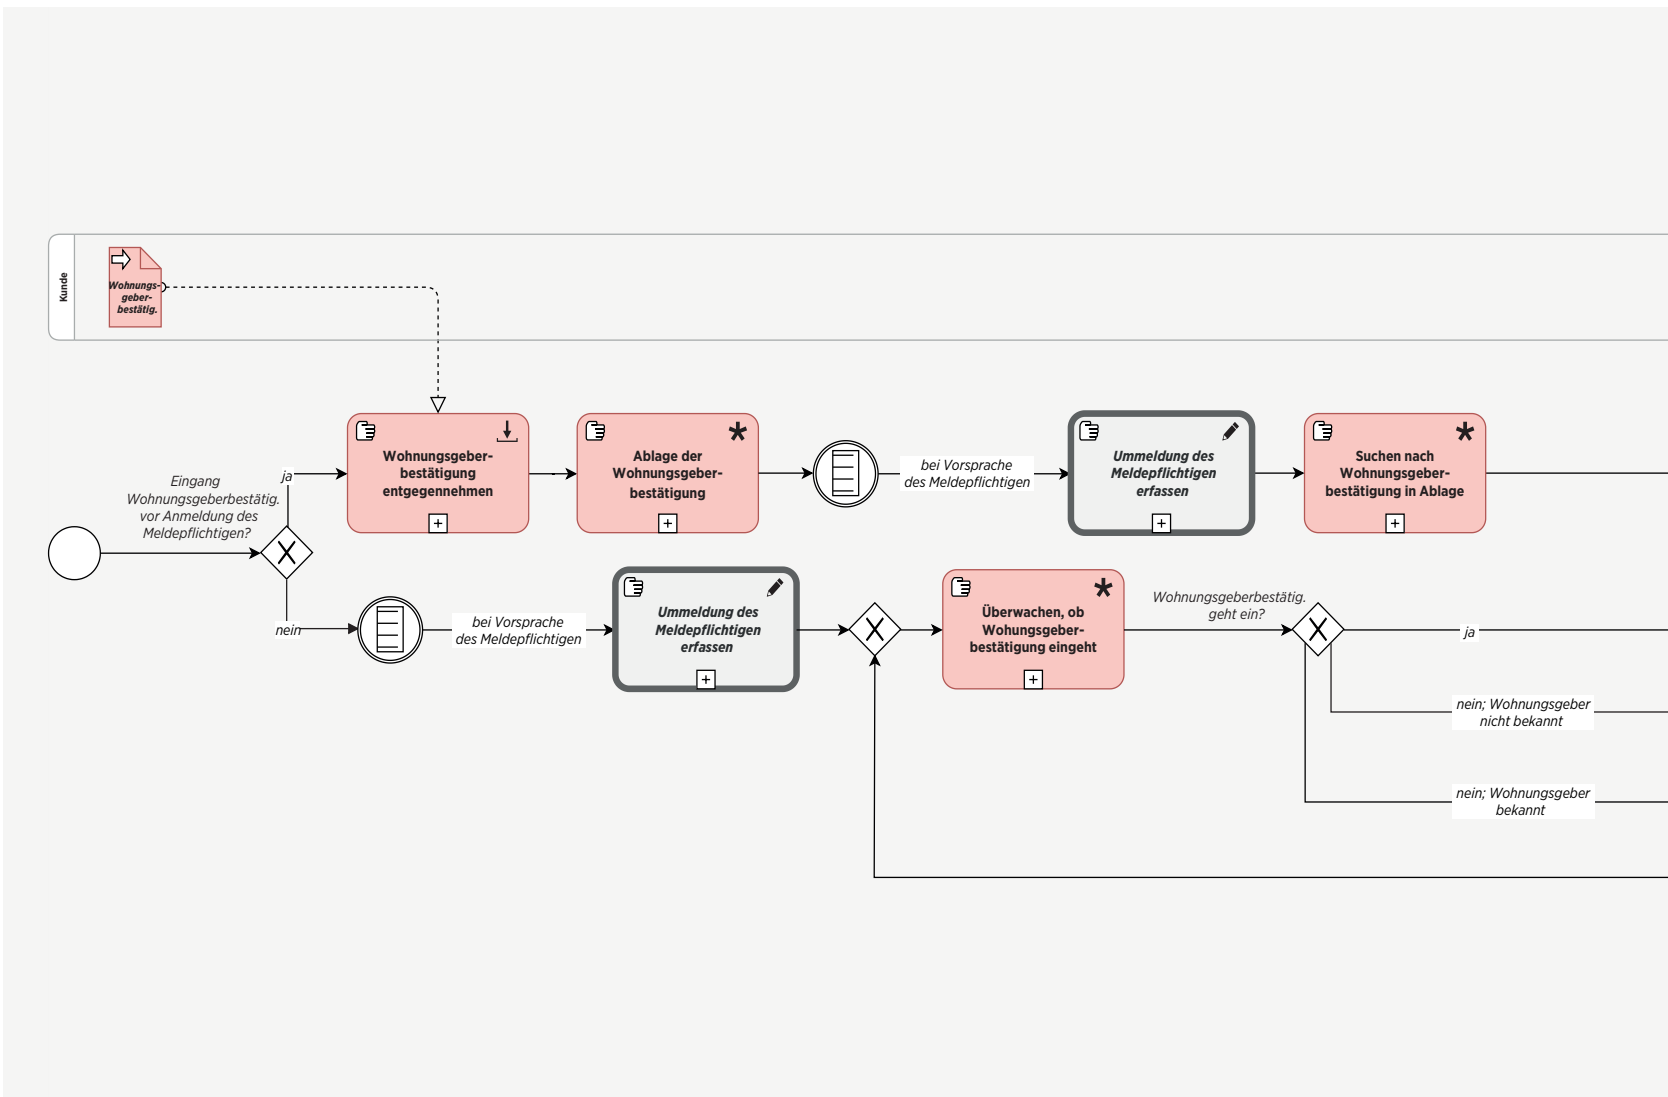 Kunde
Wohnungs-
geber-
bestätig.
Eingang
Wohnungsgeberbestätig.
vor Anmeldung des
Meldepflichtigen?
ja
Wohnungsgeber-
bestätigung
entgegennehmen
Ablage der
Wohnungsgeber-
bestätigung
bei Vorsprache
des Meldepflichtigen
Ummeldung des
Meldepflichtigen
erfassen
Suchen nach
Wohnungsgeber-
bestätigung in Ablage
nein
bei Vorsprache
des Meldepflichtigen
Ummeldung des
Meldepflichtigen
erfassen
Überwachen, ob
Wohungsgeber-
bestätigung eingeht
Wohnungsgeberbestätig.
geht ein?
ja
nein; Wohnungsgeber
nicht bekannt
nein; Wohnungsgeber
bekannt